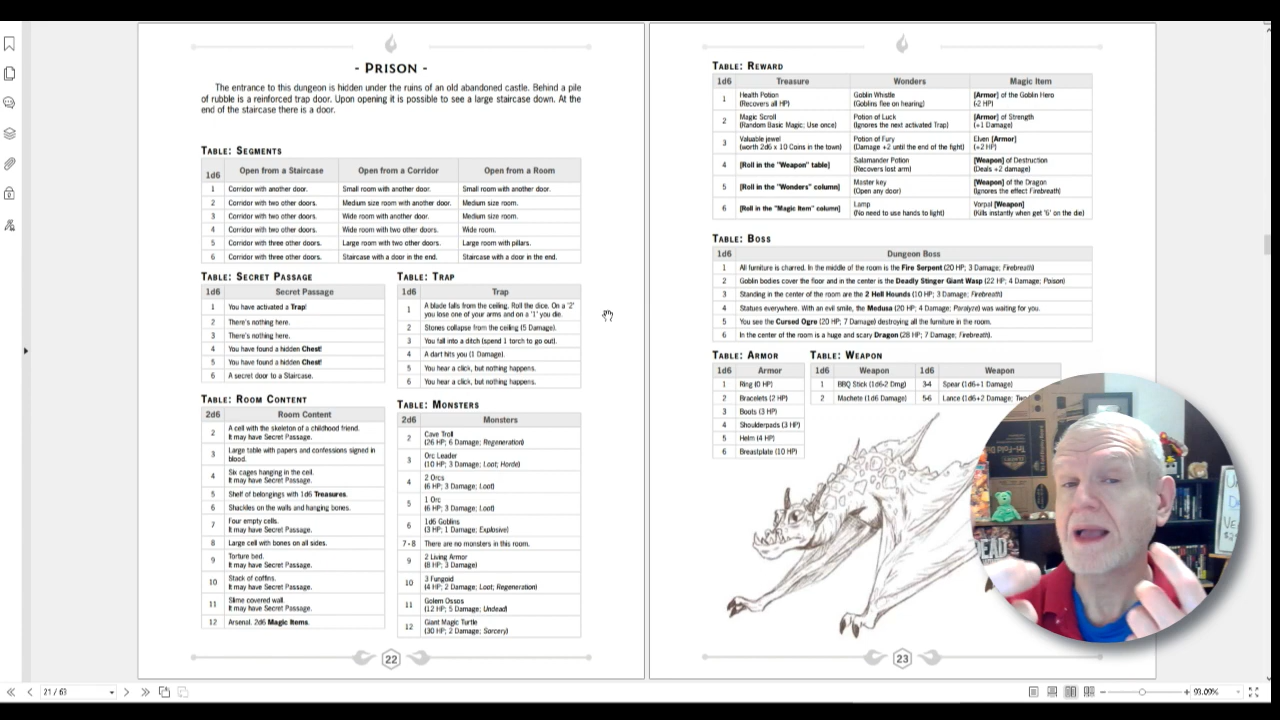 - PRISON -
The entrance to this dungeon is hidden under the ruins of an old abandoned castle. Behind a pile
of rubble is a reinforced trap door. Upon opening it is possible to see a large staircase down. At the
end of the staircase there is a door.
TABLE: SEGMENTS
1d6 Open from a Staircase Open from a Corridor Open from a Room
1 Corridor with another door. Small room with another door. Small room with another door.
2 Corridor with two other doors. Medium size room with another door. Medium size room.
3 Corridor with two other doors. Wide room with another door. Medium size room.
4 Corridor with two other doors. Wide room with two other doors. Wide room.
5 Corridor with three other doors. Large room with two other doors. Large room with pillars.
6 Corridor with three other doors. Staircase with a door in the end. Staircase with a door in the end.
TABLE: SECRET PASSAGE
1d6 Secret Passage
1 You have activated a Trap!
2 There's nothing here.
3 There's nothing here.
4 You have found a hidden Chest!
5 You have found a hidden Chest!
6 A secret door to a Staircase.
TABLE: TRAP
1d6 Trap
1 A blade falls from the ceiling. Roll the dice. On a '2'
you lose one of your arms and on a '1' you die.
2 Stones collapse from the ceiling (5 Damage).
3 You fall into a ditch (spend 1 torch to go out).
4 A dart hits you (1 Damage).
5 You hear a click, but nothing happens.
6 You hear a click, but nothing happens.
TABLE: ROOM CONTENT
2d6 Room Content
2 A cell with the skeleton of a childhood friend.
It may have Secret Passage.
3 Large table with papers and confessions signed in
blood.
4 Six cages hanging in the cell.
It may have Secret Passage.
5 Shelf of belongings with 1d6 Treasures.
6 Shackles on the walls and hanging bones.
7 Four empty cells.
It may have Secret Passage.
8 Large cell with bones on all sides.
9 Torture bed.
It may have Secret Passage.
10 Stack of coffins.
It may have Secret Passage.
11 Slime covered wall.
It may have Secret Passage.
12 Arsenal. 2d6 Magic Items.
TABLE: MONSTERS
2d6 Monsters
2 Cave Troll
(26 HP; 6 Damage; Regeneration)
3 Orc Leader
(10 HP; 3 Damage; Loot; Horde)
4 2 Orcs
(6 HP; 3 Damage; Loot)
5 1 Orc
(6 HP; 3 Damage; Loot)
6 1d6 Goblins
(3 HP; 1 Damage; Explosive)
7 - 8 There are no monsters in this room.
9 2 Living Armor
(8 HP; 3 Damage)
10 3 Fungoid
(4 HP; 2 Damage; Loot; Regeneration)
11 Golem Ossos
(12 HP; 5 Damage; Undead)
12 Giant Magic Turtle
(30 HP; 2 Damage; Sorcery)
22
TABLE: REWARD
1d6 Treasure Wonders Magic Item
1 Health Potion Goblin Whistle [Armor] of the Goblin Hero
(Recovers all HP) (Goblins flee on hearing) (-2 HP)
2 Magic Scroll Potion of Luck [Armor] of Strength
(Random Basic Magic; Use once) (Ignores the next activated Trap) (+1 Damage)
3 Valuable jewel Potion of Fury Elven [Armor]
(worth 2d6 x 10 Coins in the town) (Damage +2 until the end of the fight) (+2 HP)
4 [Roll in the "Weapon" table] Salamander Potion [Weapon] of Destruction
(Recovers lost arm) (Deals +2 damage)
5 [Roll in the "Wonders" column] Master key [Weapon] of the Dragon
(Open any door) (Ignores the effect Firebreath)
6 [Roll in the "Magic Item" column] Lamp Vorpal [Weapon]
(No need to use hands to light) (Kills instantly when get '6' on the die)
TABLE: BOSS
1d6 Dungeon Boss
1 All furniture is charred. In the middle of the room is the Fire Serpent (20 HP; 3 Damage; Firebreath)
2 Goblin bodies cover the floor and in the center is the Deadly Stinger Giant Wasp (22 HP; 4 Damage; Poison)
3 Standing in the center of the room are the 2 Hell Hounds (10 HP; 3 Damage; Firebreath)
4 Statues everywhere. With an evil smile, the Medusa (20 HP; 4 Damage; Paralyze) was waiting for you.
5 You see the Cursed Ogre (20 HP; 7 Damage) destroying all the furniture in the room.
6 In the center of the room is a huge and scary Dragon (28 HP; 7 Damage; Firebreath).
TABLE: ARMOR
1d6 Armor
1 Ring (0 HP)
2 Bracelets (2 HP)
3 Boots (3 HP)
4 Shoulderpads (3 HP)
5 Helm (4 HP)
6 Breastplate (10 HP)
TABLE: WEAPON
1d6 Weapon 1d6 Weapon
1 BBQ Stick (1d6-2 Dmg) 3-4 Spear (1d6+1 Damage)
2 Machete (1d6 Damage) 5-6 Lance (1d6+2 Damage;
23
DEAD
21 / 63
93.09%